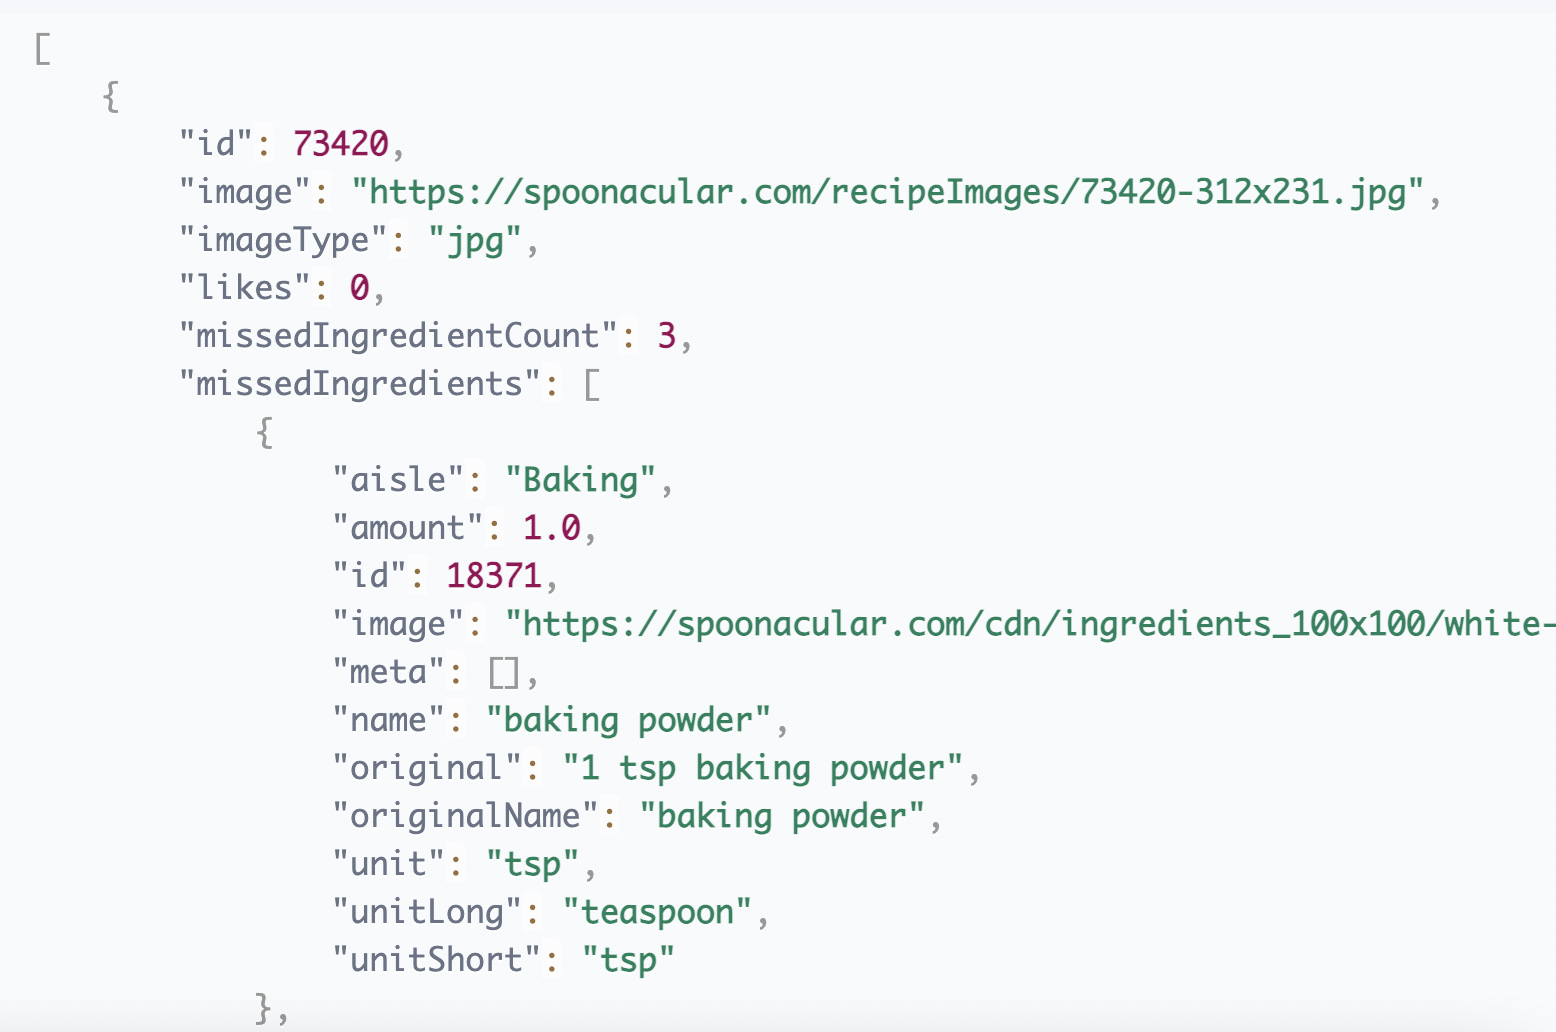 [
{
"id": 73420,
"image": "https://spoonacular.com/recipeImages/73420-312x231.jpg",
"imageType": "jpg",
"likes": 0,
"missedIngredientCount": 3,
"missedIngredients": [
{
"aisle": "Baking",
"amount": 1.0,
"id": 18371,
"image": "https://spoonacular.com/cdn/ingredients_100x100/white-
"meta": [],
"name": "baking powder",
"original": "1 tsp baking powder",
"originalName": "baking powder",
"unit": "tsp",
"unitLong": "teaspoon",
"unitShort": "tsp"
},